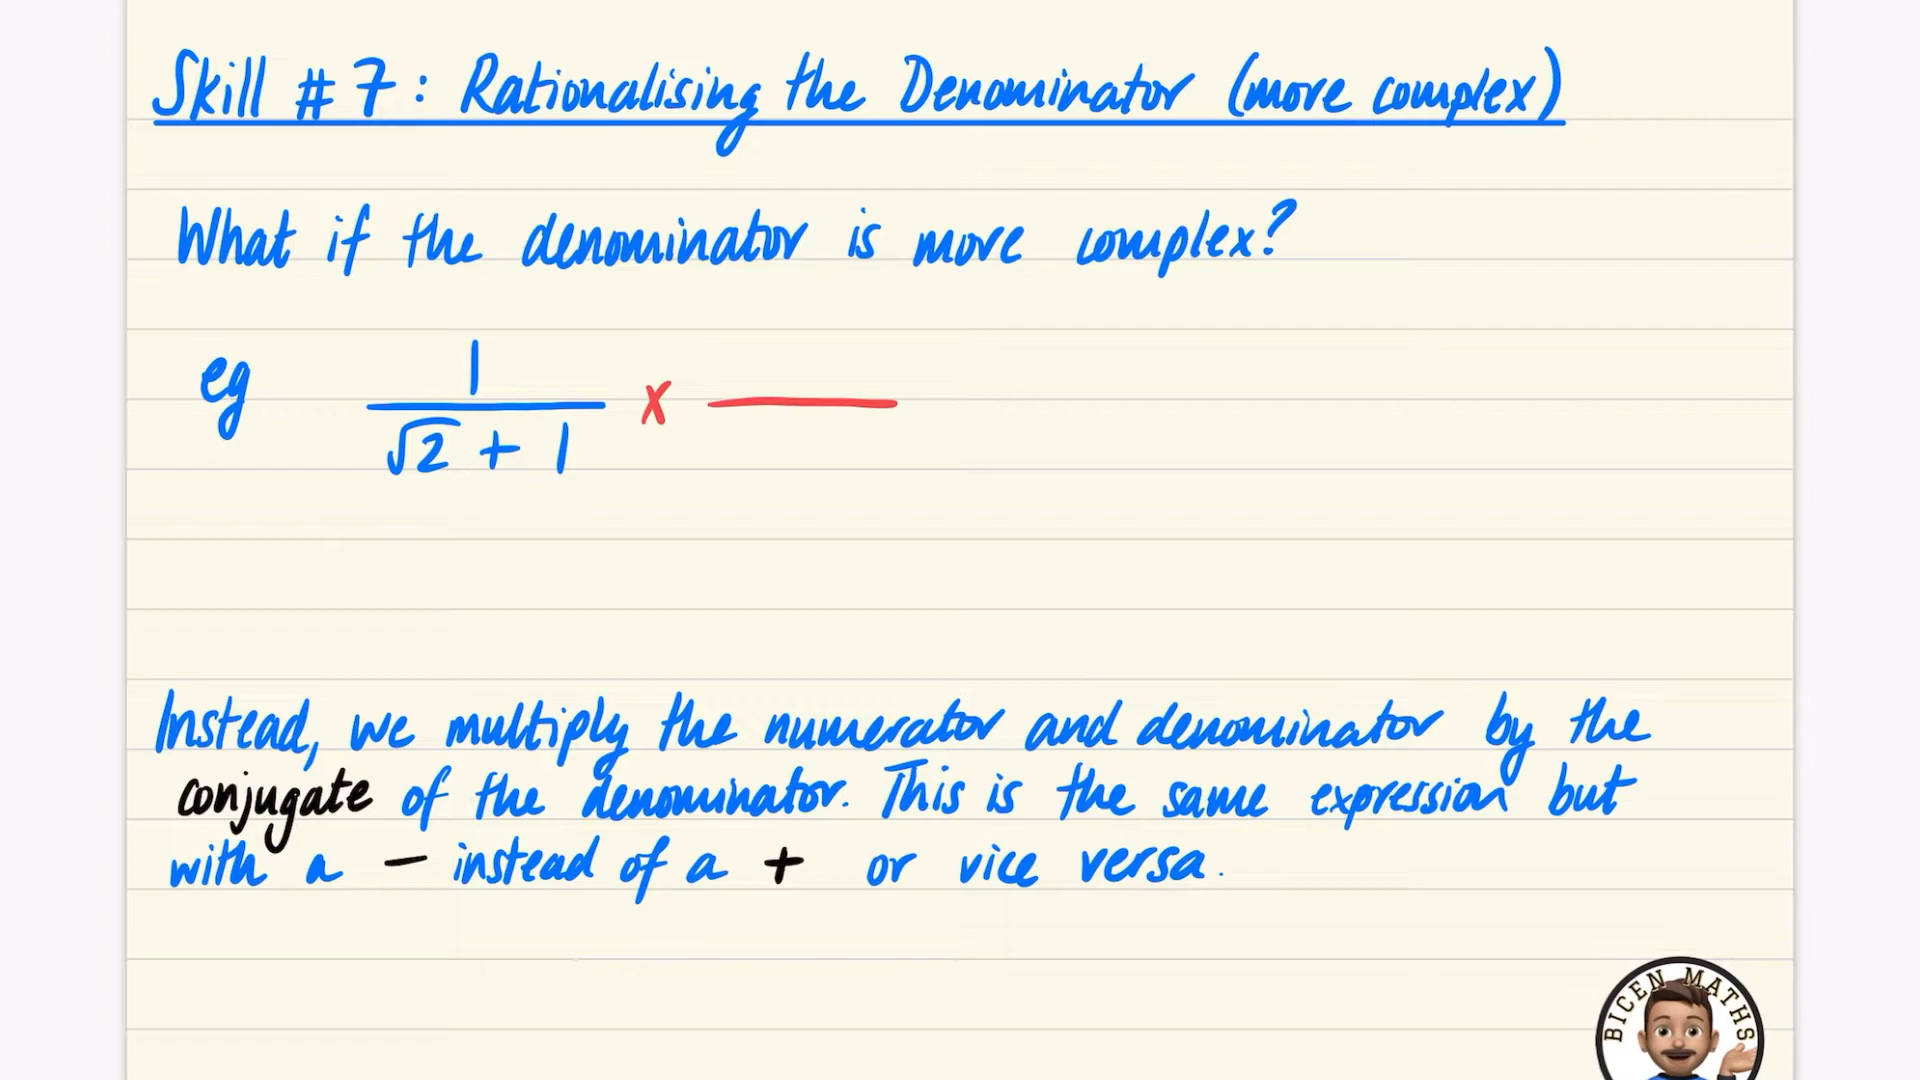 Skill #7: Rationalising the Denominator (more complex)
What if the denominator is more complex?
eg 1/(√2 + 1) x ———
Instead, we multiply the numerator and denominator by the
conjugate of the denominator. This is the same expression but
with a − instead of a + or vice versa.
BICEN MATHS